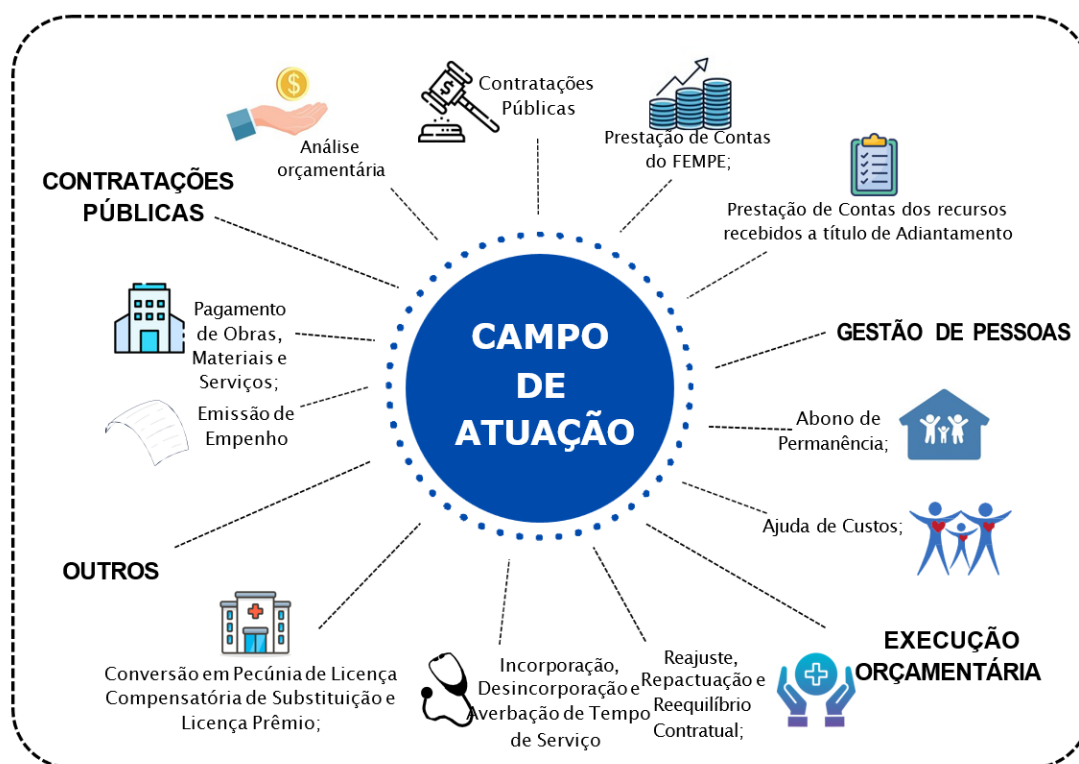 Análise
orçamentária
Contratações
Públicas
Prestação de Contas
do FEMPE;
Prestação de Contas dos recursos
recebidos a título de Adiantamento
CONTRATAÇÕES
PÚBLICAS
CAMPO
DE
ATUAÇÃO
Pagamento
de Obras,
Materiais e
Serviços;
Emissão de
Empenho
GESTÃO DE PESSOAS
Abono de
Permanência;
Ajuda de Custos;
OUTROS
Conversão em Pecúnia de Licença
Compensatória de Substituição e
Licença Prêmio;
Incorporação,
Desincorporação e
Averbação de Tempo
de Serviço
Reajuste,
Repactuação e
Reequilíbrio
Contratual;
EXECUÇÃO
ORÇAMENTÁRIA